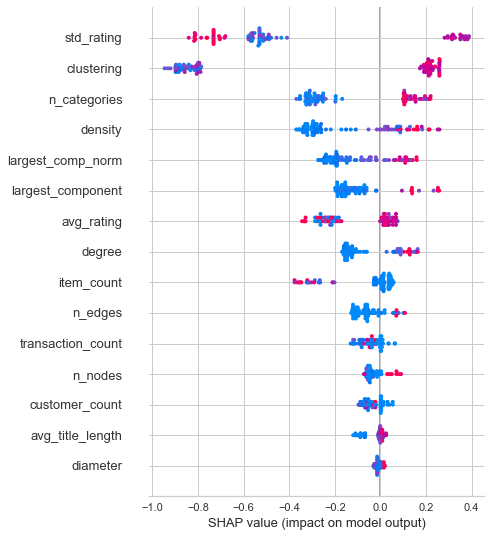 std_rating
clustering
n_categories
density
largest_comp_norm
largest_component
avg_rating
degree
item_count
n_edges
transaction_count
n_nodes
customer_count
avg_title_length
diameter
−1.0 −0.8 −0.6 −0.4 −0.2 0.0 0.2 0.4
SHAP value (impact on model output)